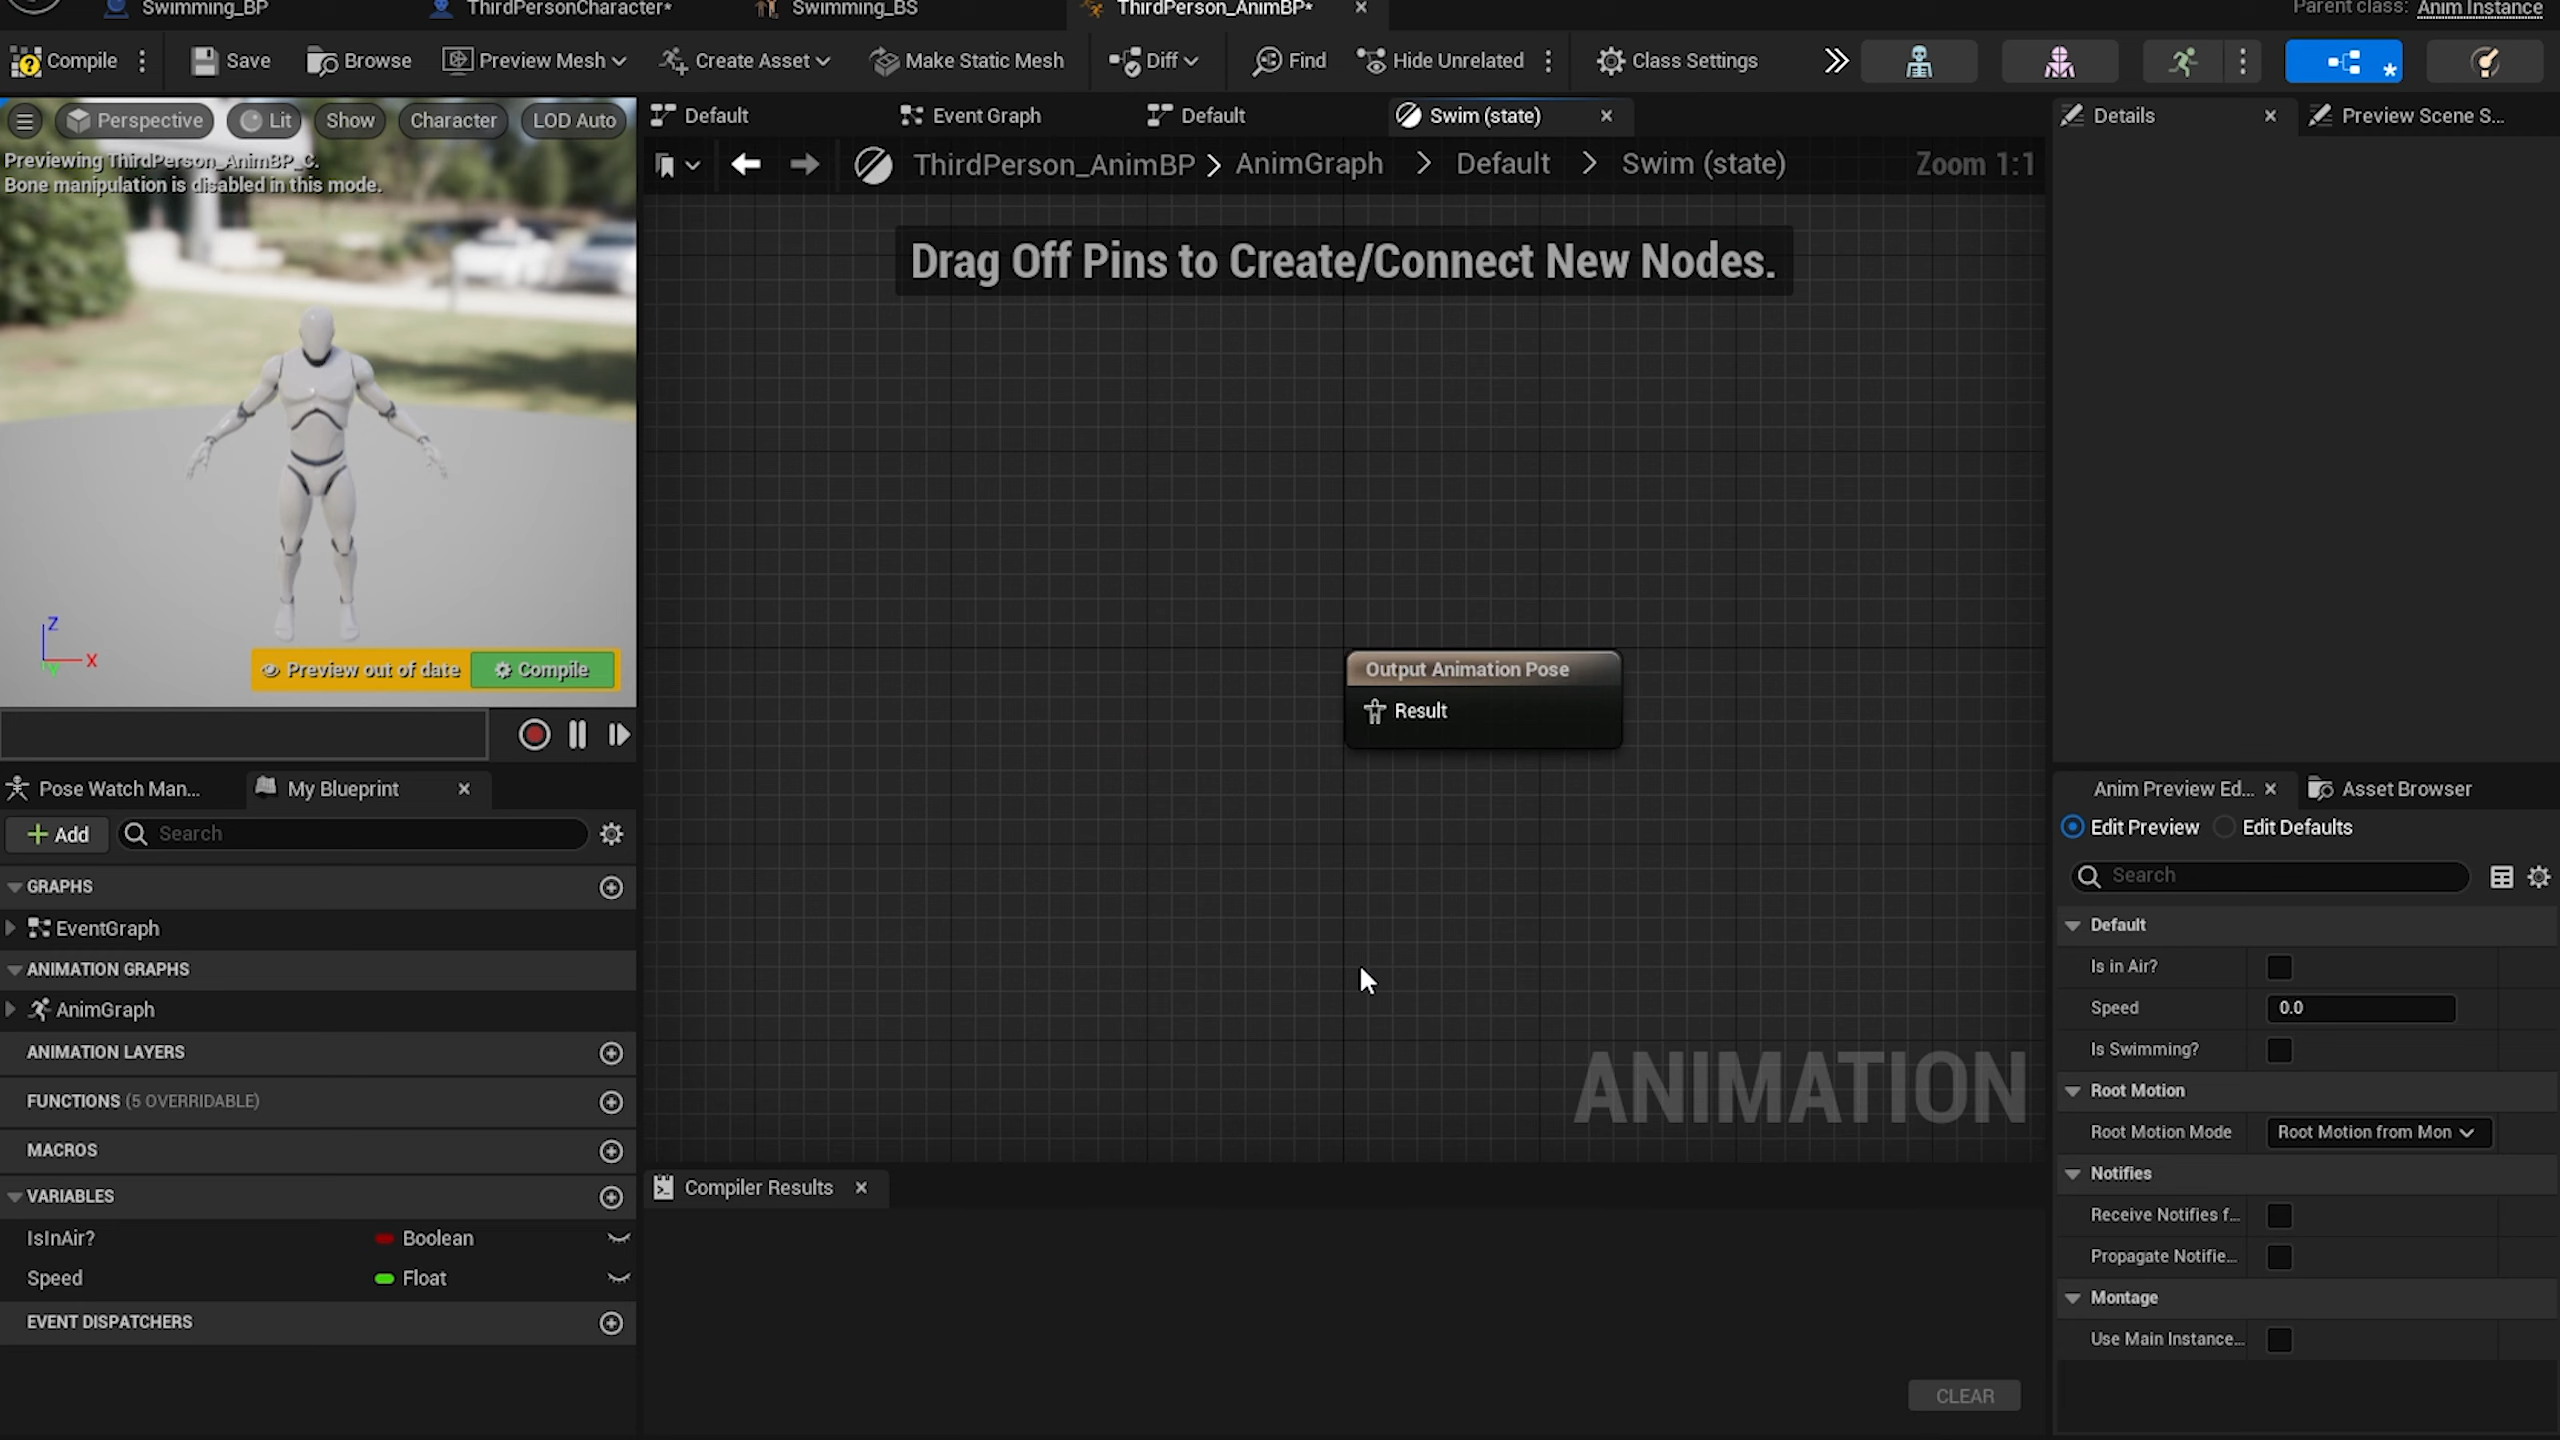 Swimming_BP
ThirdPersonCharacter*
Swimming_BS
ThirdPerson_AnimBP*
Parent class: Anim Instance
Compile
Save
Browse
Preview Mesh
Create Asset
Make Static Mesh
Diff
Find
Hide Unrelated
Class Settings
Perspective
Lit
Show
Character
LOD Auto
Previewing ThirdPerson_AnimBP_C.
Bone manipulation is disabled in this mode.
Z
X
Y
Preview out of date
Compile
Default
Event Graph
Default
Swim (state)
ThirdPerson_AnimBP > AnimGraph > Default > Swim (state)
Zoom 1:1
Drag Off Pins to Create/Connect New Nodes.
Output Animation Pose
Result
ANIMATION
Details
Preview Scene S...
Pose Watch Man...
My Blueprint
Add
Search
GRAPHS
EventGraph
ANIMATION GRAPHS
AnimGraph
ANIMATION LAYERS
FUNCTIONS (5 OVERRIDABLE)
MACROS
VARIABLES
IsInAir? Boolean
Speed Float
EVENT DISPATCHERS
Compiler Results
CLEAR
Anim Preview Ed...
Asset Browser
Edit Preview
Edit Defaults
Search
Default
Is in Air?
Speed 0.0
Is Swimming?
Root Motion
Root Motion Mode Root Motion from Mon
Notifies
Receive Notifies f...
Propagate Notifie...
Montage
Use Main Instance...